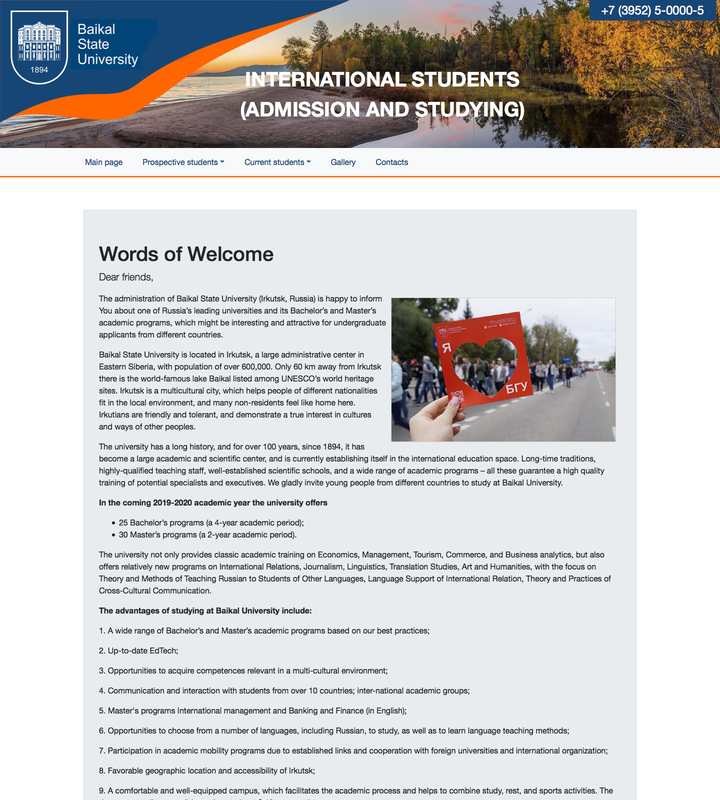 +7 (3952) 5-0000-5
Baikal
State
University
1894
INTERNATIONAL STUDENTS
(ADMISSION AND STUDYING)
Main page Prospective students Current students Gallery Contacts
Words of Welcome
Dear friends,
The administration of Baikal State University (Irkutsk, Russia) is happy to inform
You about one of Russia's leading universities and its Bachelor's and Master's
academic programs, which might be interesting and attractive for undergraduate
applicants from different countries.
Я
БГУ
Baikal State University is located in Irkutsk, a large administrative center in
Eastern Siberia, with population of over 600,000. Only 60 km away from Irkutsk
there is the world-famous lake Baikal listed among UNESCO's world heritage
sites. Irkutsk is a multicultural city, which helps people of different nationalities
fit in the local environment, and many non-residents feel like home here.
Irkutians are friendly and tolerant, and demonstrate a true interest in cultures
and ways of other peoples.
The university has a long history, and for over 100 years, since 1894, it has
become a large academic and scientific center, and is currently establishing itself in the international education space. Long-time traditions,
highly-qualified teaching staff, well-established scientific schools, and a wide range of academic programs – all these guarantee a high quality
training of potential specialists and executives. We gladly invite young people from different countries to study at Baikal University.
In the coming 2019-2020 academic year the university offers
• 25 Bachelor's programs (a 4-year academic period);
• 30 Master's programs (a 2-year academic period).
The university not only provides classic academic training on Economics, Management, Tourism, Commerce, and Business analytics, but also
offers relatively new programs on International Relations, Journalism, Linguistics, Translation Studies, Art and Humanities, with the focus on
Theory and Methods of Teaching Russian to Students of Other Languages, Language Support of International Relation, Theory and Practices of
Cross-Cultural Communication.
The advantages of studying at Baikal University include:
1. A wide range of Bachelor's and Master's academic programs based on our best practices;
2. Up-to-date EdTech;
3. Opportunities to acquire competences relevant in a multi-cultural environment;
4. Communication and interaction with students from over 10 countries; inter-national academic groups;
5. Master's programs International management and Banking and Finance (in English);
6. Opportunities to choose from a number of languages, including Russian, to study, as well as to learn language teaching methods;
7. Participation in academic mobility programs due to established links and cooperation with foreign universities and international organization;
8. Favorable geographic location and accessibility of Irkutsk;
9. A comfortable and well-equipped campus, which facilitates the academic process and helps to combine study, rest, and sports activities. The